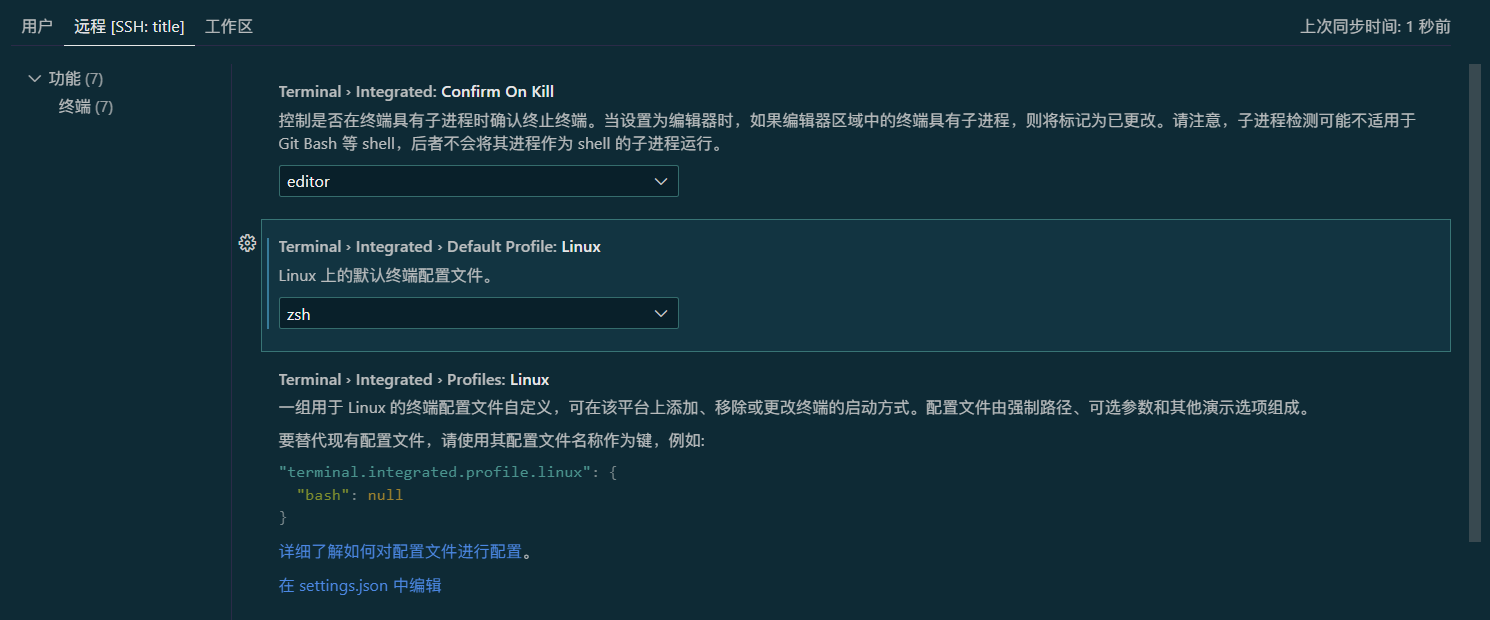 用户 远程 [SSH: title] 工作区 上次同步时间: 1 秒前
功能 (7)
终端 (7)
Terminal › Integrated: Confirm On Kill
控制是否在终端具有子进程时确认终止终端。当设置为编辑器时，如果编辑器区域中的终端具有子进程，则将标记为已更改。请注意，子进程检测可能不适用于
Git Bash 等 shell，后者不会将其进程作为 shell 的子进程运行。
editor
Terminal › Integrated › Default Profile: Linux
Linux 上的默认终端配置文件。
zsh
Terminal › Integrated › Profiles: Linux
一组用于 Linux 的终端配置文件自定义，可在该平台上添加、移除或更改终端的启动方式。配置文件由强制路径、可选参数和其他演示选项组成。
要替代现有配置文件，请使用其配置文件名称作为键，例如:
"terminal.integrated.profile.linux": {
"bash": null
}
详细了解如何对配置文件进行配置。
在 settings.json 中编辑